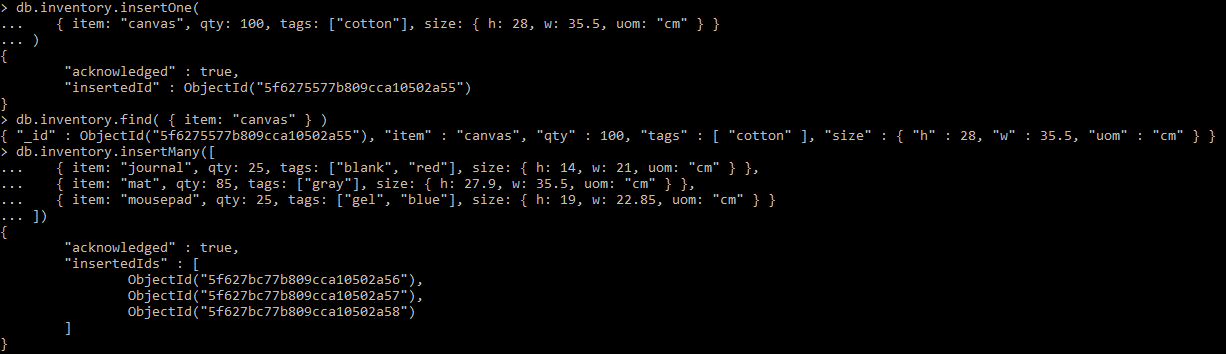 > db.inventory.insertOne(
...    { item: "canvas", qty: 100, tags: ["cotton"], size: { h: 28, w: 35.5, uom: "cm" } }
... )
{
        "acknowledged" : true,
        "insertedId" : ObjectId("5f6275577b809cca10502a55")
}
> db.inventory.find( { item: "canvas" } )
{ "_id" : ObjectId("5f6275577b809cca10502a55"), "item" : "canvas", "qty" : 100, "tags" : [ "cotton" ], "size" : { "h" : 28, "w" : 35.5, "uom" : "cm" } }
> db.inventory.insertMany([
...    { item: "journal", qty: 25, tags: ["blank", "red"], size: { h: 14, w: 21, uom: "cm" } },
...    { item: "mat", qty: 85, tags: ["gray"], size: { h: 27.9, w: 35.5, uom: "cm" } },
...    { item: "mousepad", qty: 25, tags: ["gel", "blue"], size: { h: 19, w: 22.85, uom: "cm" } }
... ])
{
        "acknowledged" : true,
        "insertedIds" : [
                ObjectId("5f627bc77b809cca10502a56"),
                ObjectId("5f627bc77b809cca10502a57"),
                ObjectId("5f627bc77b809cca10502a58")
        ]
}